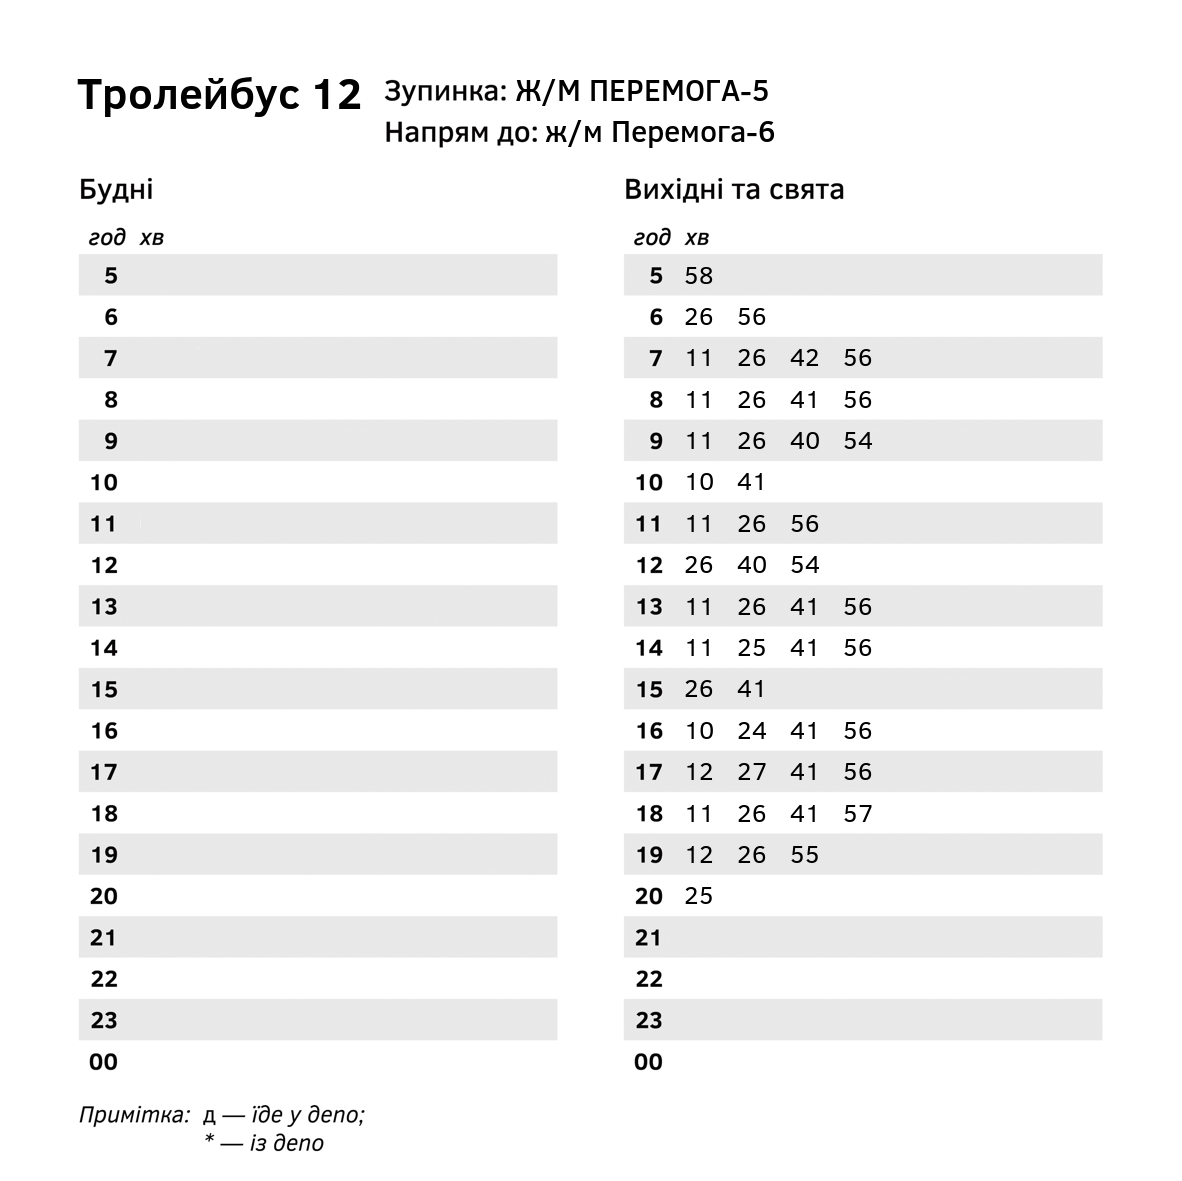 Тролейбус 12
Зупинка: Ж/М ПЕРЕМОГА-5
Напрям до: ж/м Перемога-6
Будні
год хв
5
6
7
8
9
10
11
12
13
14
15
16
17
18
19
20
21
22
23
00
Вихідні та свята
год хв
5 58
6 26 56
7 11 26 42 56
8 11 26 41 56
9 11 26 40 54
10 10 41
11 11 26 56
12 26 40 54
13 11 26 41 56
14 11 25 41 56
15 26 41
16 10 24 41 56
17 12 27 41 56
18 11 26 41 57
19 12 26 55
20 25
21
22
23
00
Примітка: д — їде у депо;
* — із депо